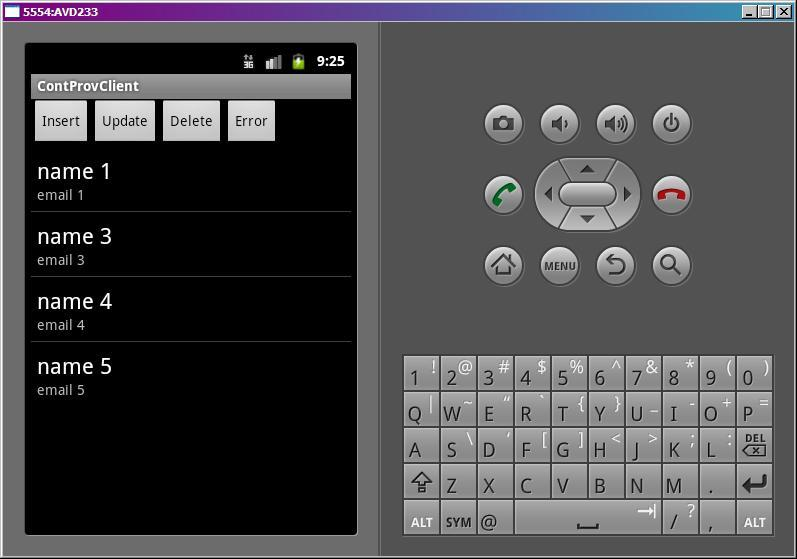 5554:AVD233
3G 9:25
ContProvClient
Insert Update Delete Error
name 1
email 1
name 3
email 3
name 4
email 4
name 5
email 5
MENU
1 ! 2 @ 3 # 4 $ 5 % 6 ^ 7 & 8 * 9 ( 0 )
Q | W ~ E “ R ` T { Y } U _ I - O + P =
A S \ D ‘ F [ G ] H < J > K ; L : DEL
Z X C V B N M .
ALT SYM @ / ? , ALT